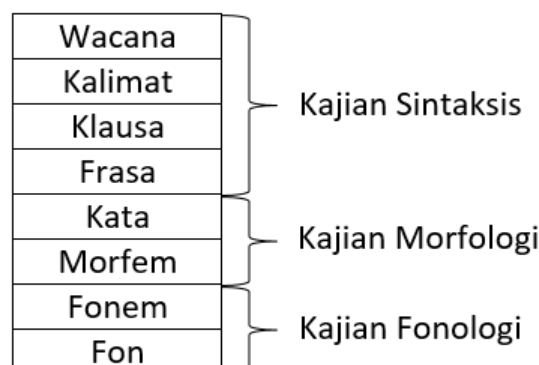 Wacana
Kalimat
Klausa
Frasa
Kajian Sintaksis
Kata
Morfem
Kajian Morfologi
Fonem
Fon
Kajian Fonologi